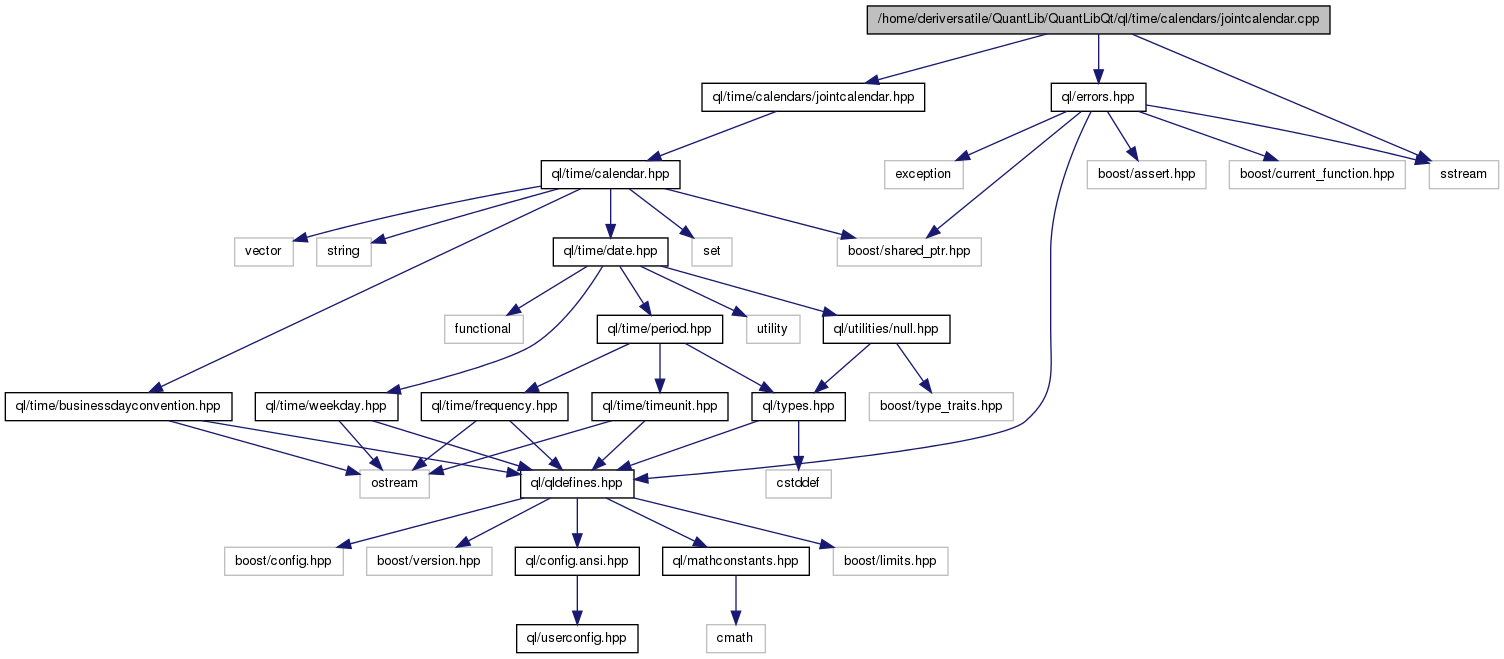 /home/deriversatile/QuantLib/QuantLibQt/ql/time/calendars/jointcalendar.cpp
ql/time/calendars/jointcalendar.hpp
ql/errors.hpp
ql/time/calendar.hpp
exception
boost/assert.hpp
boost/current_function.hpp
sstream
vector
string
ql/time/date.hpp
set
boost/shared_ptr.hpp
functional
ql/time/period.hpp
utility
ql/utilities/null.hpp
ql/time/businessdayconvention.hpp
ql/time/weekday.hpp
ql/time/frequency.hpp
ql/time/timeunit.hpp
ql/types.hpp
boost/type_traits.hpp
ostream
ql/qldefines.hpp
cstddef
boost/config.hpp
boost/version.hpp
ql/config.ansi.hpp
ql/mathconstants.hpp
boost/limits.hpp
ql/userconfig.hpp
cmath